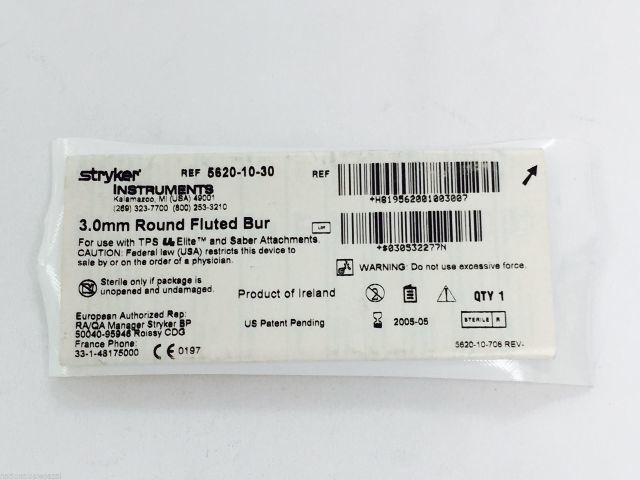 stryker
INSTRUMENTS
Kalamazoo, MI (USA) 49001
(269) 323-7700 (800) 253-3210
REF 5620-10-30
REF
+H819562001003007
3.0mm Round Fluted Bur
LOT
For use with TPS Elite™ and Saber Attachments.
CAUTION: Federal law (USA) restricts this device to
sale by or on the order of a physician.
+$030532277N
WARNING: Do not use excessive force.
Sterile only if package is
unopened and undamaged.
Product of Ireland
QTY 1
European Authorized Rep:
RA/QA Manager Stryker BP
50040-95946 Roissy CDG
France Phone:
33-1-48175000
CE 0197
US Patent Pending
2005-05
STERILE R
5620-10-706 REV-